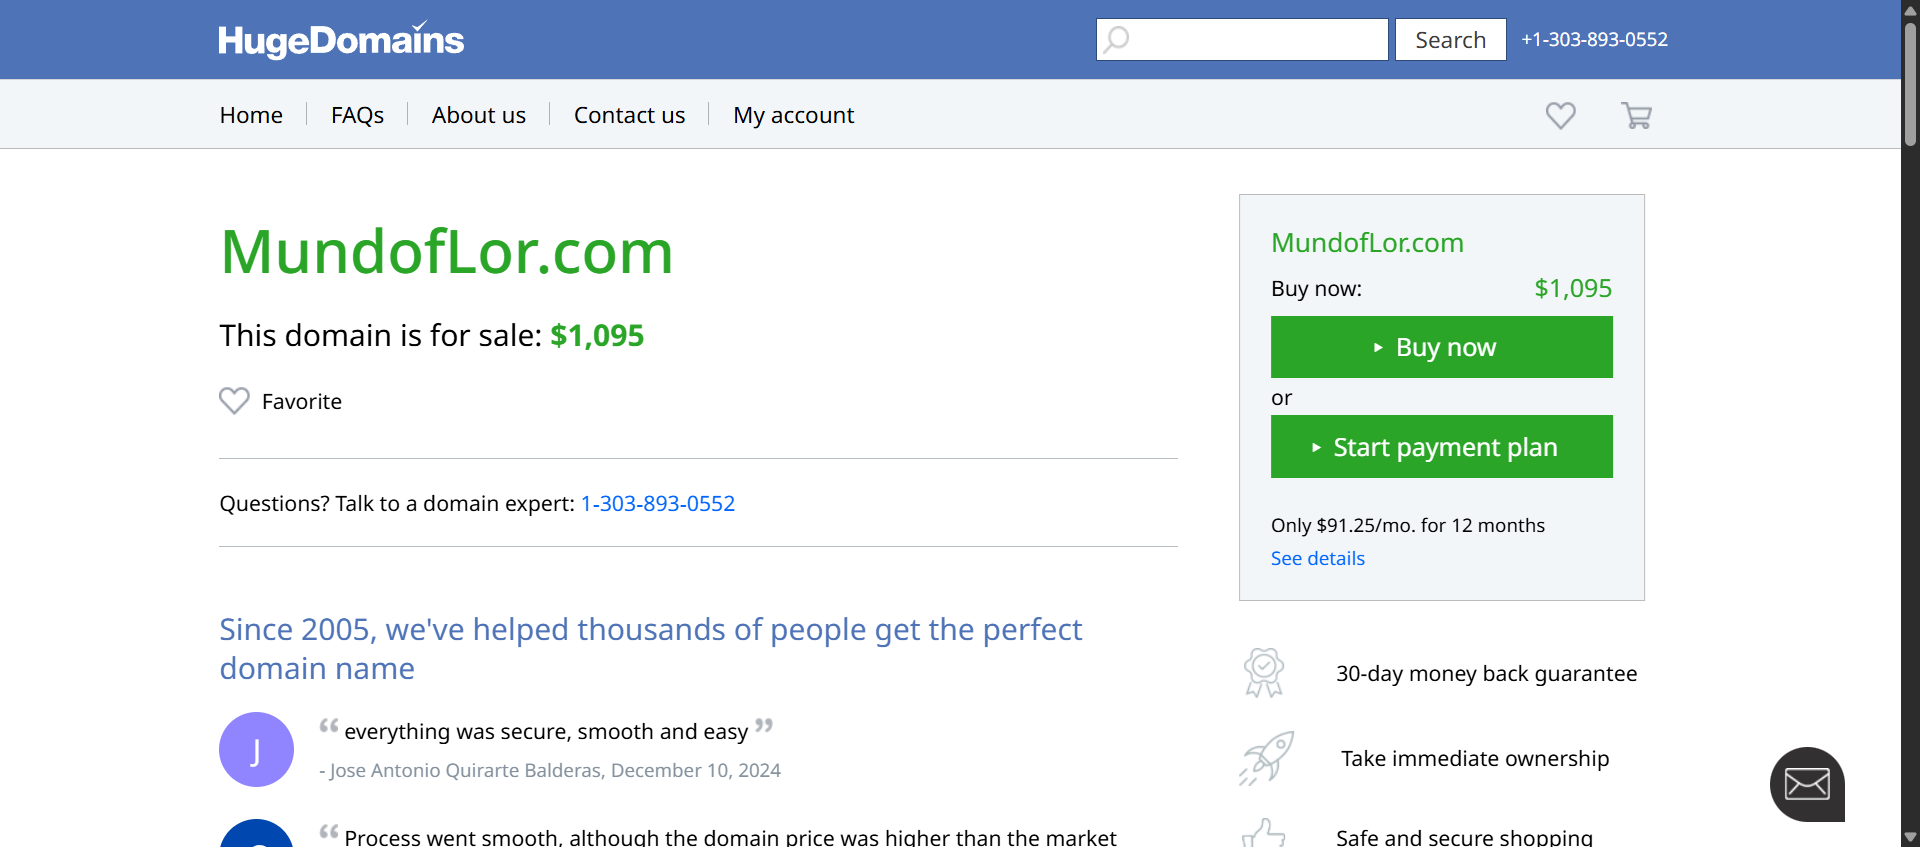 HugeDomains
Search
+1-303-893-0552
Home
FAQs
About us
Contact us
My account
MundofLor.com
This domain is for sale: $1,095
Favorite
Questions? Talk to a domain expert: 1-303-893-0552
Since 2005, we've helped thousands of people get the perfect
domain name
J
“ everything was secure, smooth and easy ”
- Jose Antonio Quirarte Balderas, December 10, 2024
“ Process went smooth, although the domain price was higher than the market
MundofLor.com
Buy now: $1,095
Buy now
or
Start payment plan
Only $91.25/mo. for 12 months
See details
30-day money back guarantee
Take immediate ownership
Safe and secure shopping